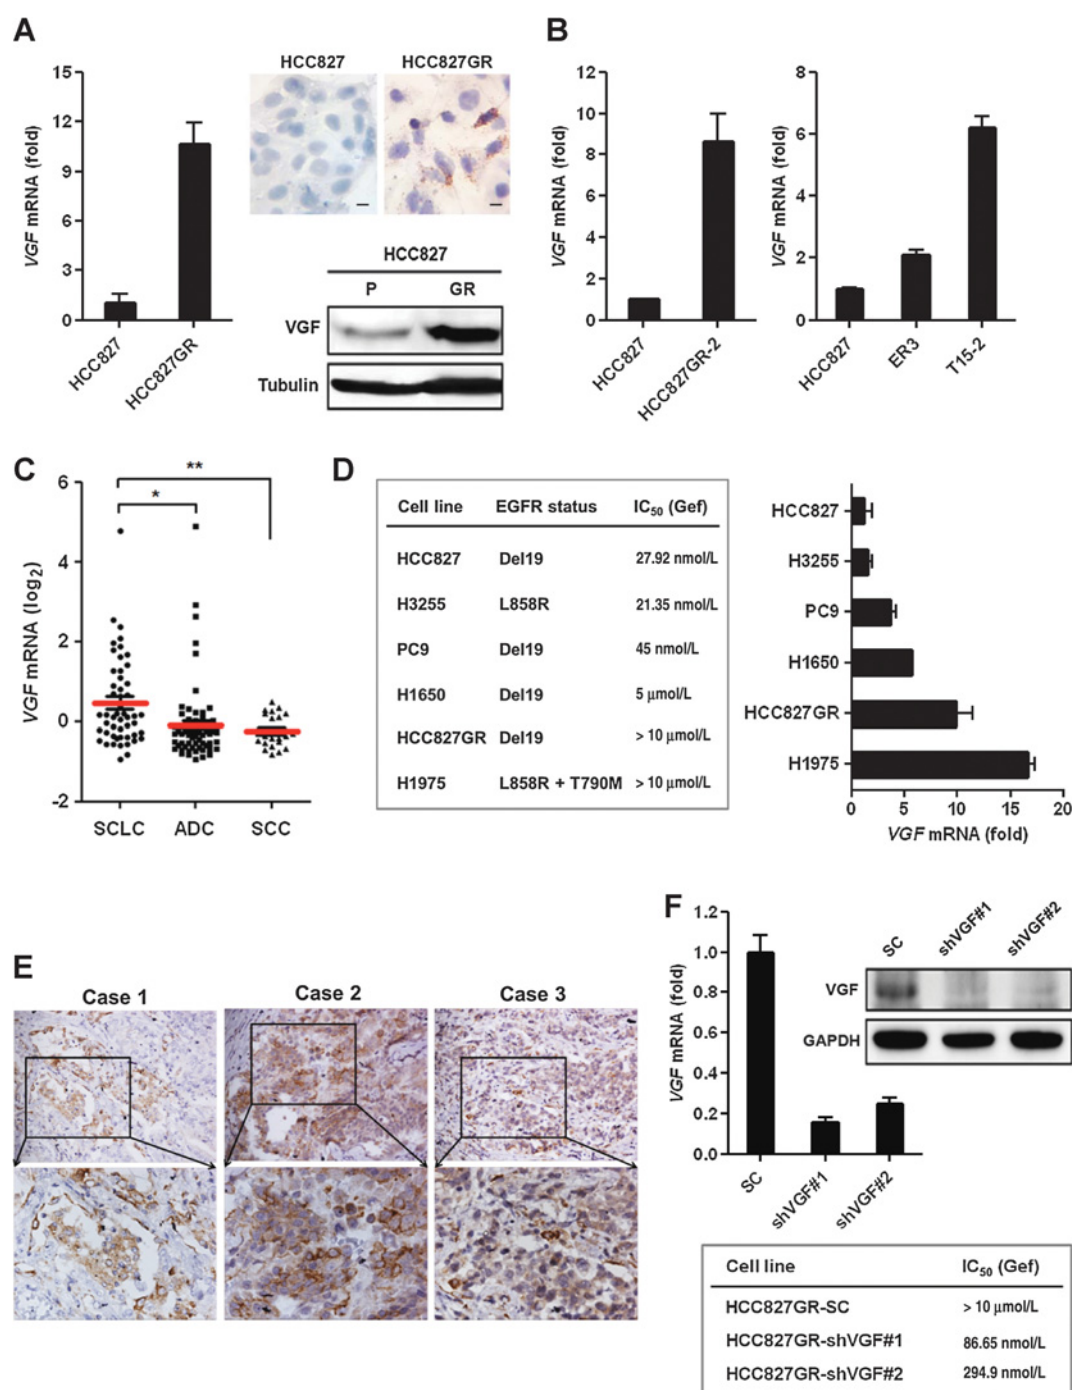 A
15
12
9
6
3
0
VGF mRNA (fold)
HCC827
HCC827GR
HCC827
HCC827GR
HCC827
P GR
VGF
Tubulin
B
12
10
8
6
4
2
0
VGF mRNA (fold)
HCC827
HCC827GR-2
8
6
4
2
0
VGF mRNA (fold)
HCC827
ER3
T15-2
C
6
4
2
0
-2
VGF mRNA (log2)
**
*
SCLC ADC SCC
D
Cell line EGFR status IC50 (Gef)
HCC827 Del19 27.92 nmol/L
H3255 L858R 21.35 nmol/L
PC9 Del19 45 nmol/L
H1650 Del19 5 μmol/L
HCC827GR Del19 > 10 μmol/L
H1975 L858R + T790M > 10 μmol/L
HCC827
H3255
PC9
H1650
HCC827GR
H1975
0 5 10 15 20
VGF mRNA (fold)
E
Case 1 Case 2 Case 3
F
1.2
1.0
0.8
0.6
0.4
0.2
0.0
VGF mRNA (fold)
SC
shVGF#1
shVGF#2
SC
shVGF#1
shVGF#2
VGF
GAPDH
Cell line IC50 (Gef)
HCC827GR-SC > 10 μmol/L
HCC827GR-shVGF#1 86.65 nmol/L
HCC827GR-shVGF#2 294.9 nmol/L